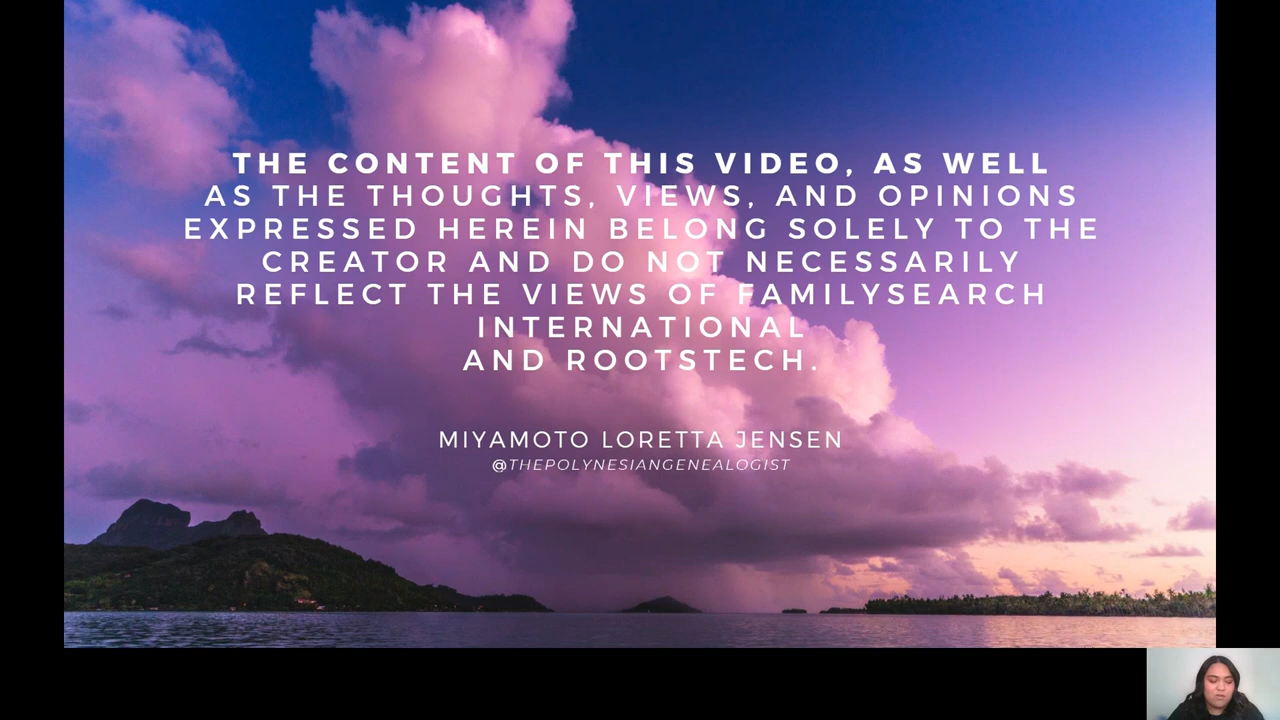 THE CONTENT OF THIS VIDEO, AS WELL
AS THE THOUGHTS, VIEWS, AND OPINIONS
EXPRESSED HEREIN BELONG SOLELY TO THE
CREATOR AND DO NOT NECESSARILY
REFLECT THE VIEWS OF FAMILYSEARCH
INTERNATIONAL
AND ROOTSTECH.
MIYAMOTO LORETTA JENSEN
@THEPOLYNESIANGENEALOGIST